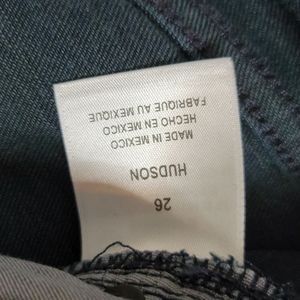 26
HUDSON
MADE IN MEXICO
HECHO EN MEXICO
FABRIQUE AU MEXIQUE